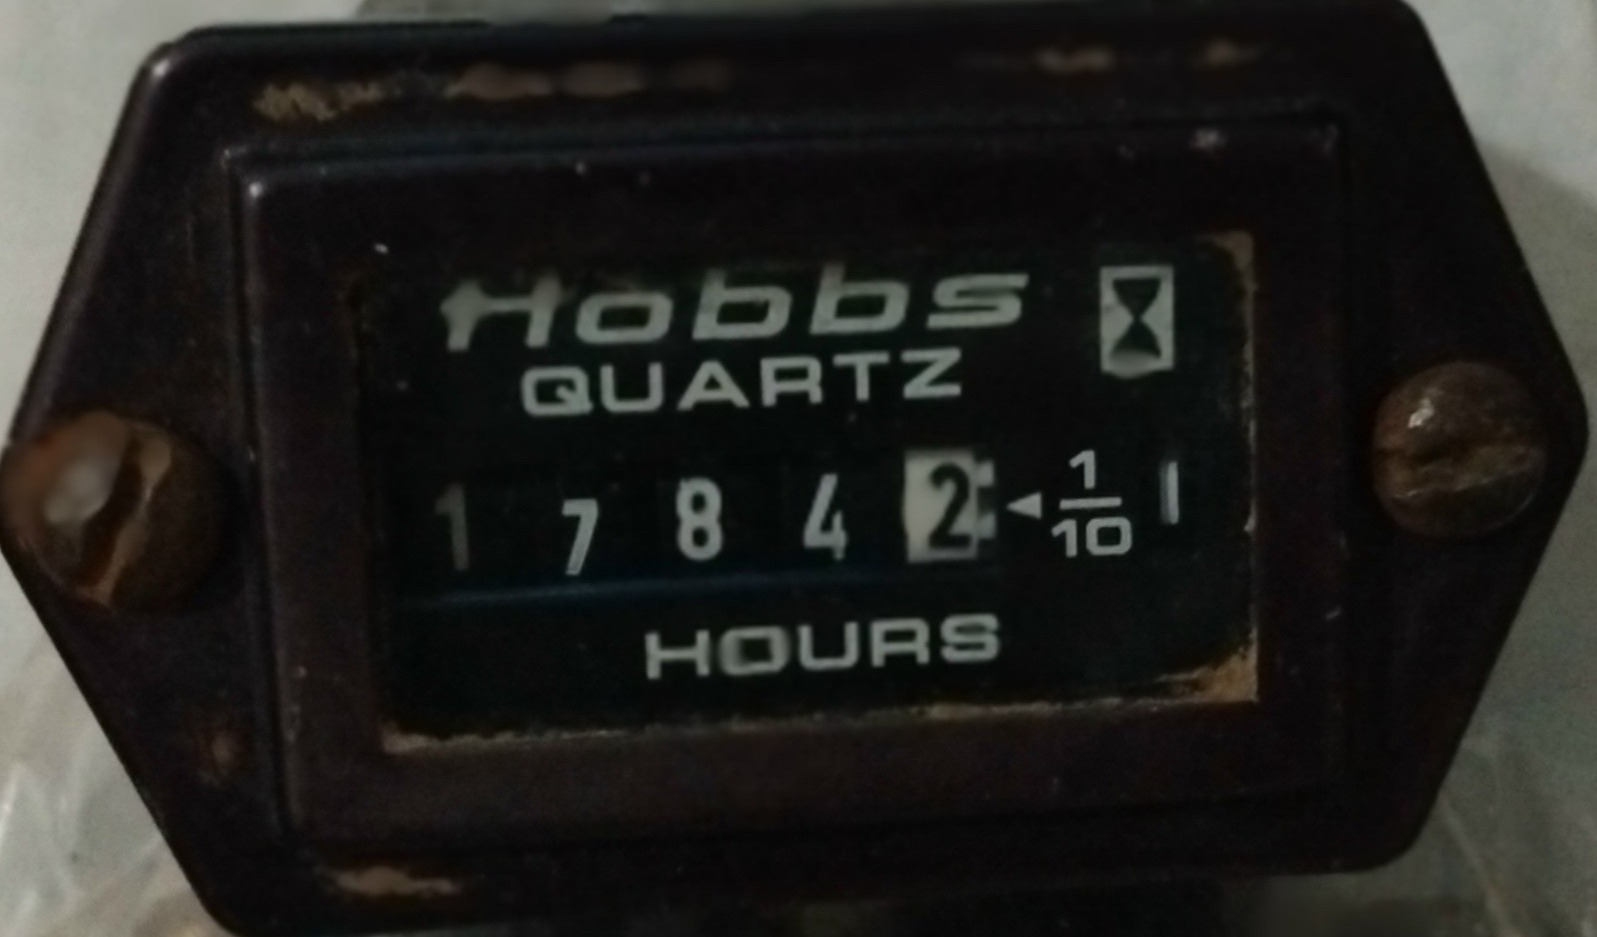 Hobbs
QUARTZ
1 7 8 4 2 ◄ 1/10
HOURS